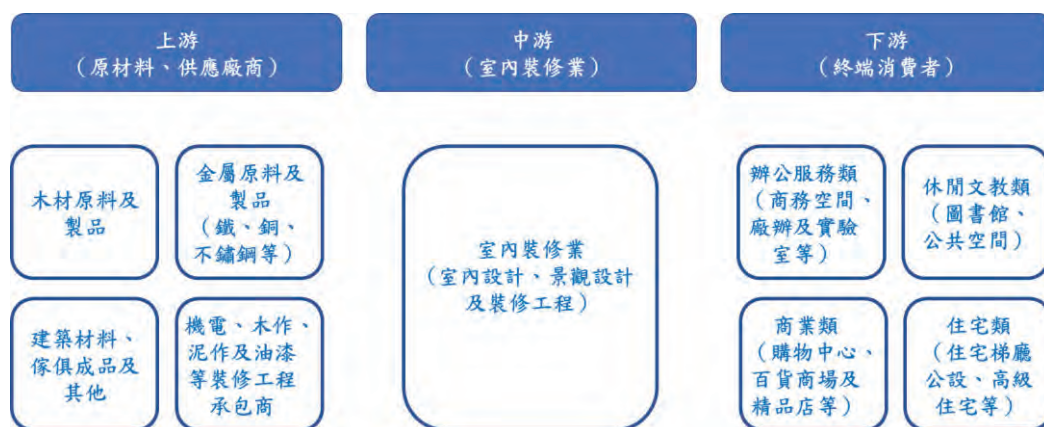 上游
（原材料、供應廠商）
中游
（室內裝修業）
下游
（終端消費者）
木材原料及
製品
金屬原料及
製品
（鐵、銅、
不鏽鋼等）
建築材料、
傢俱成品及
其他
機電、木作、
泥作及油漆
等裝修工程
承包商
室內裝修業
（室內設計、景觀設計
及裝修工程）
辦公服務類
（商務空間、
廠辦及實驗
室等）
休閒文教類
（圖書館、
公共空間）
商業類
（購物中心、
百貨商場及
精品店等）
住宅類
（住宅梯廳
公設、高級
住宅等）